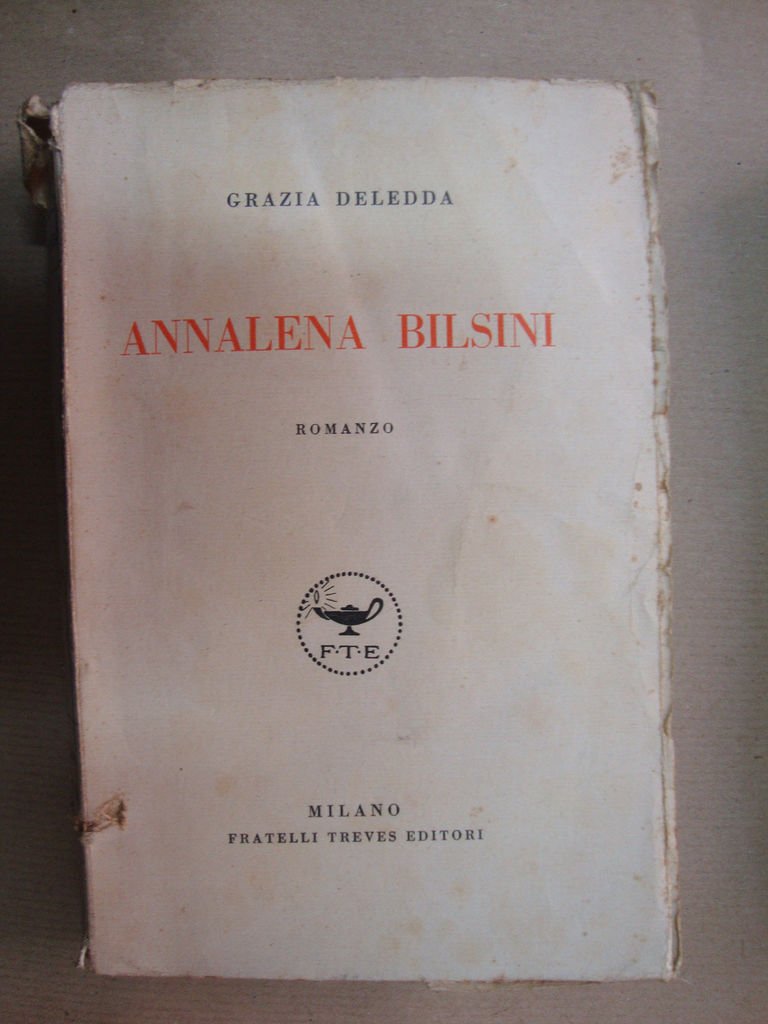 GRAZIA DELEDDA
ANNALENA BILSINI
ROMANZO
F·T·E
MILANO
FRATELLI TREVES EDITORI